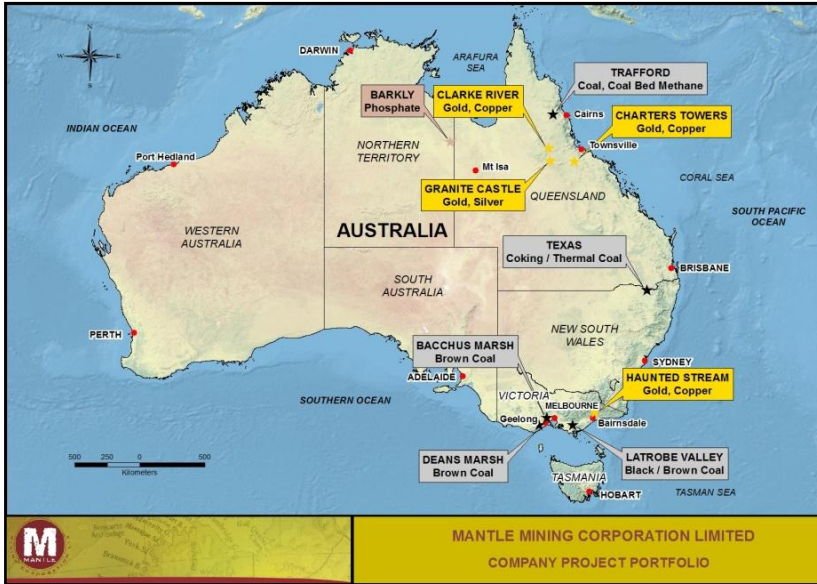 DARWIN
ARAFURA
SEA
TRAFFORD
Coal, Coal Bed Methane
BARKLY
Phosphate
CLARKE RIVER
Gold, Copper
Cairns
CHARTERS TOWERS
Gold, Copper
INDIAN OCEAN
NORTHERN
TERRITORY
Townsville
Port Hedland
Mt Isa
GRANITE CASTLE
Gold, Silver
QUEENSLAND
CORAL SEA
SOUTH PACIFIC
OCEAN
WESTERN
AUSTRALIA
AUSTRALIA
TEXAS
Coking / Thermal Coal
BRISBANE
SOUTH
AUSTRALIA
NEW SOUTH
WALES
PERTH
BACCHUS MARSH
Brown Coal
SYDNEY
ADELAIDE
HAUNTED STREAM
Gold, Copper
SOUTHERN OCEAN
VICTORIA
MELBOURNE
Geelong
Bairnsdale
DEANS MARSH
Brown Coal
LATROBE VALLEY
Black / Brown Coal
500 250 0 500
Kilometers
TASMANIA
HOBART
TASMAN SEA
N
W E
S
M
MANTLE
MANTLE MINING CORPORATION LIMITED
COMPANY PROJECT PORTFOLIO